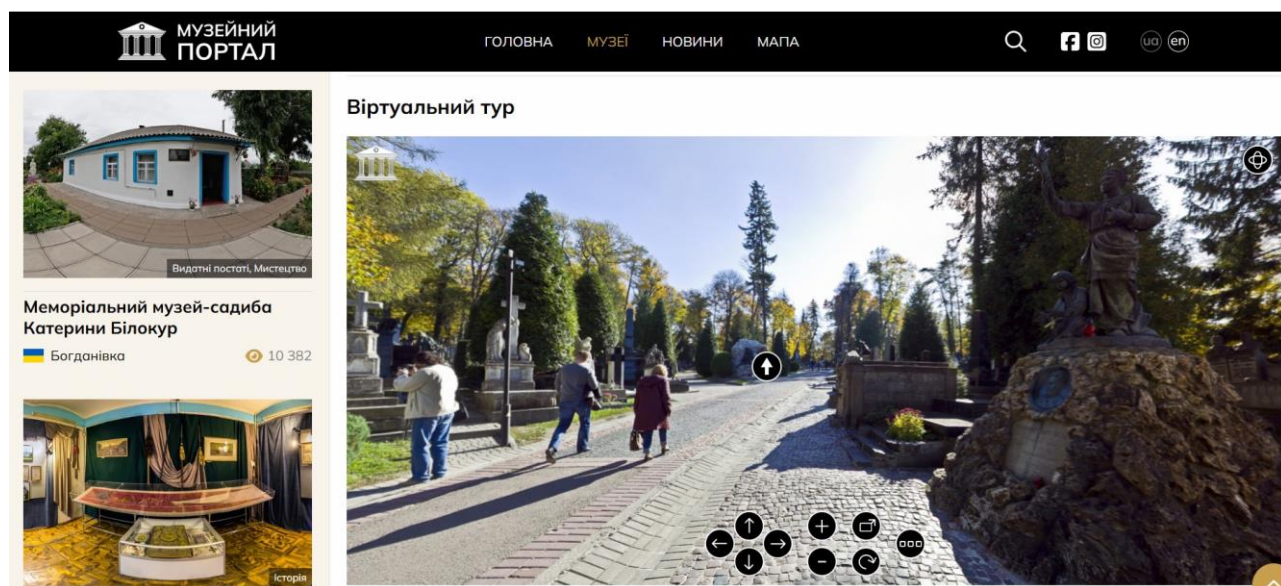 МУЗЕЙНИЙ
ПОРТАЛ
ГОЛОВНА МУЗЕЇ НОВИНИ МАПА
ua en
Видатні постаті, Мистецтво
Меморіальний музей-садиба
Катерини Білокур
Богданівка 10 382
Історія
Віртуальний тур